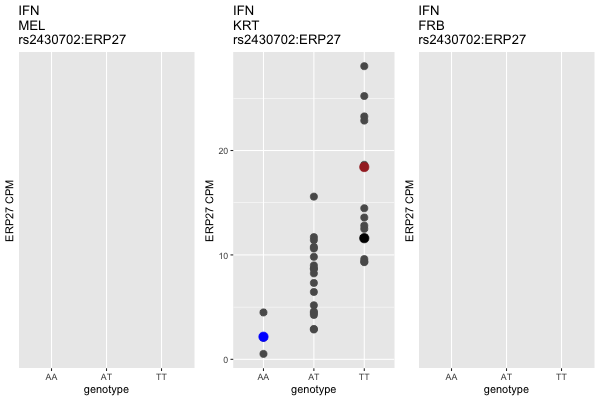 IFN
MEL
rs2430702:ERP27
ERP27 CPM
AA AT TT
genotype
IFN
KRT
rs2430702:ERP27
ERP27 CPM
20
10
0
AA AT TT
genotype
IFN
FRB
rs2430702:ERP27
ERP27 CPM
AA AT TT
genotype